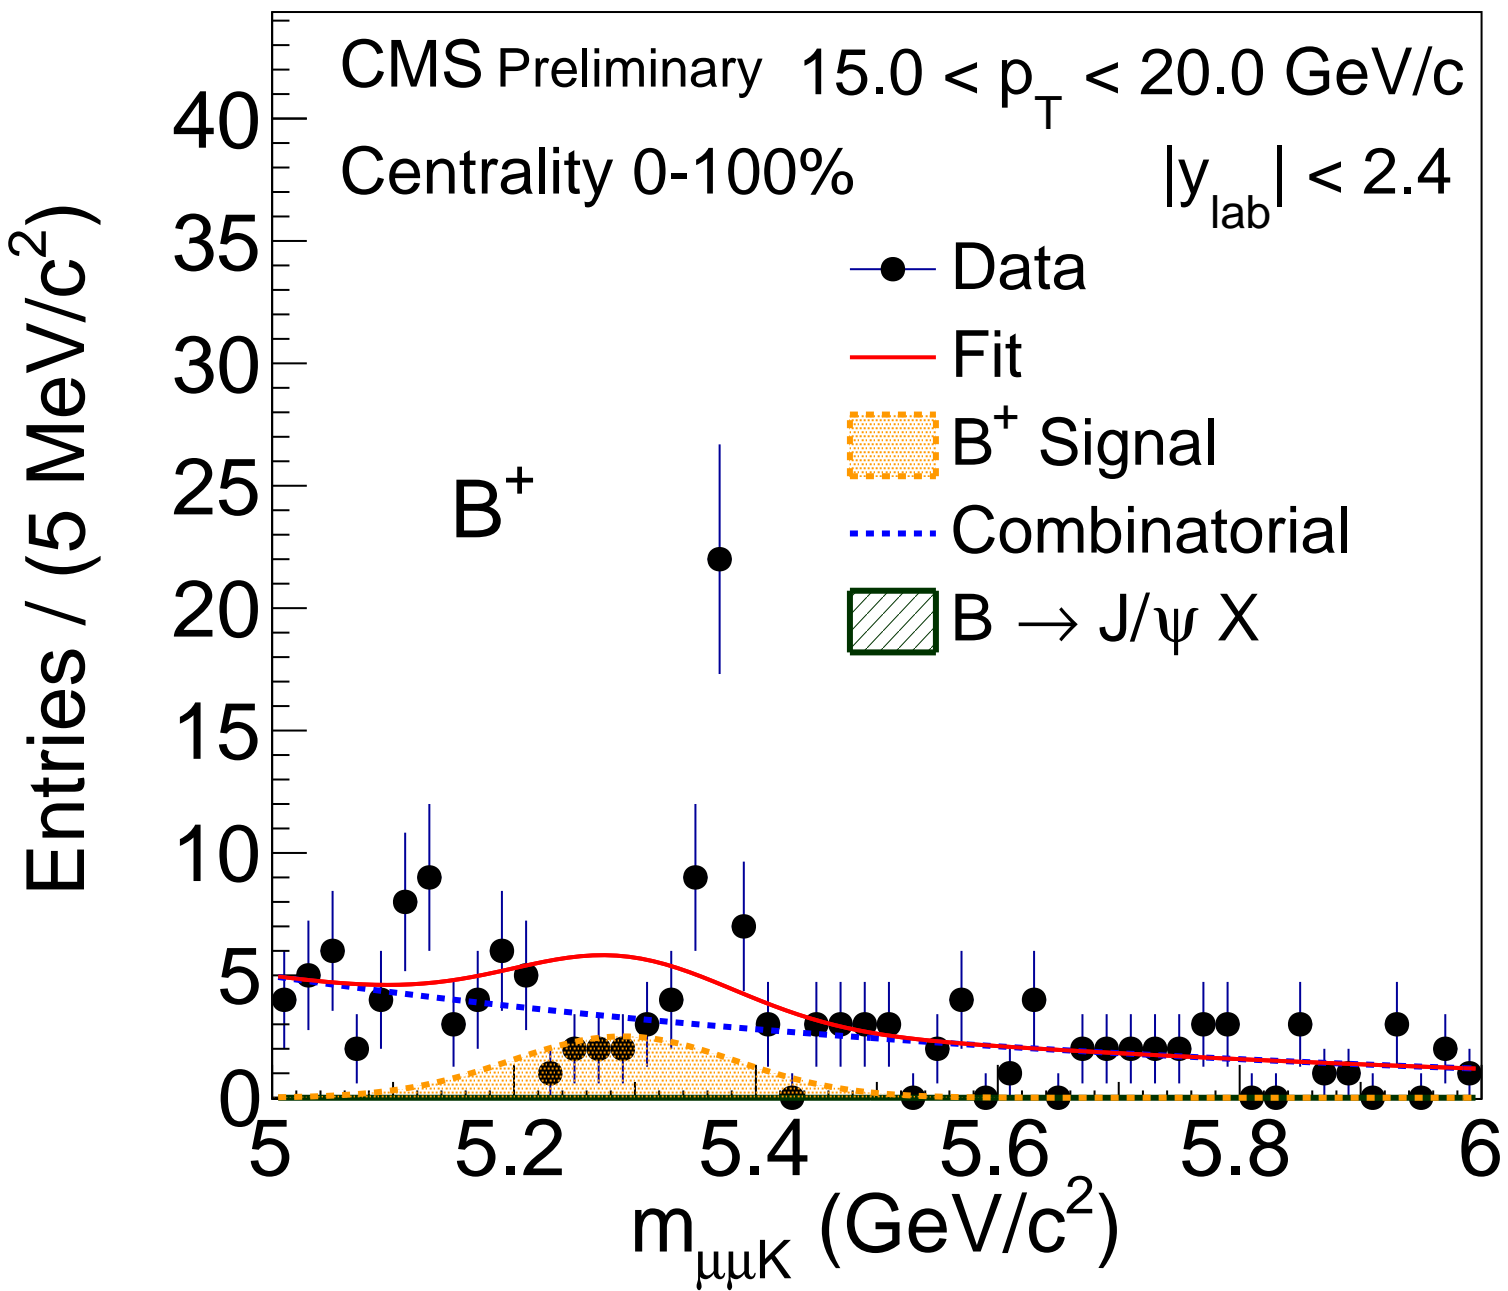 CMS Preliminary 15.0 < p_T < 20.0 GeV/c
Centrality 0-100% |y_lab| < 2.4
Data
Fit
B⁺ Signal
B⁺
Combinatorial
B → J/ψ X
Entries / (5 MeV/c²)
40
35
30
25
20
15
10
5
0
5 5.2 5.4 5.6 5.8 6
m_μμK (GeV/c²)